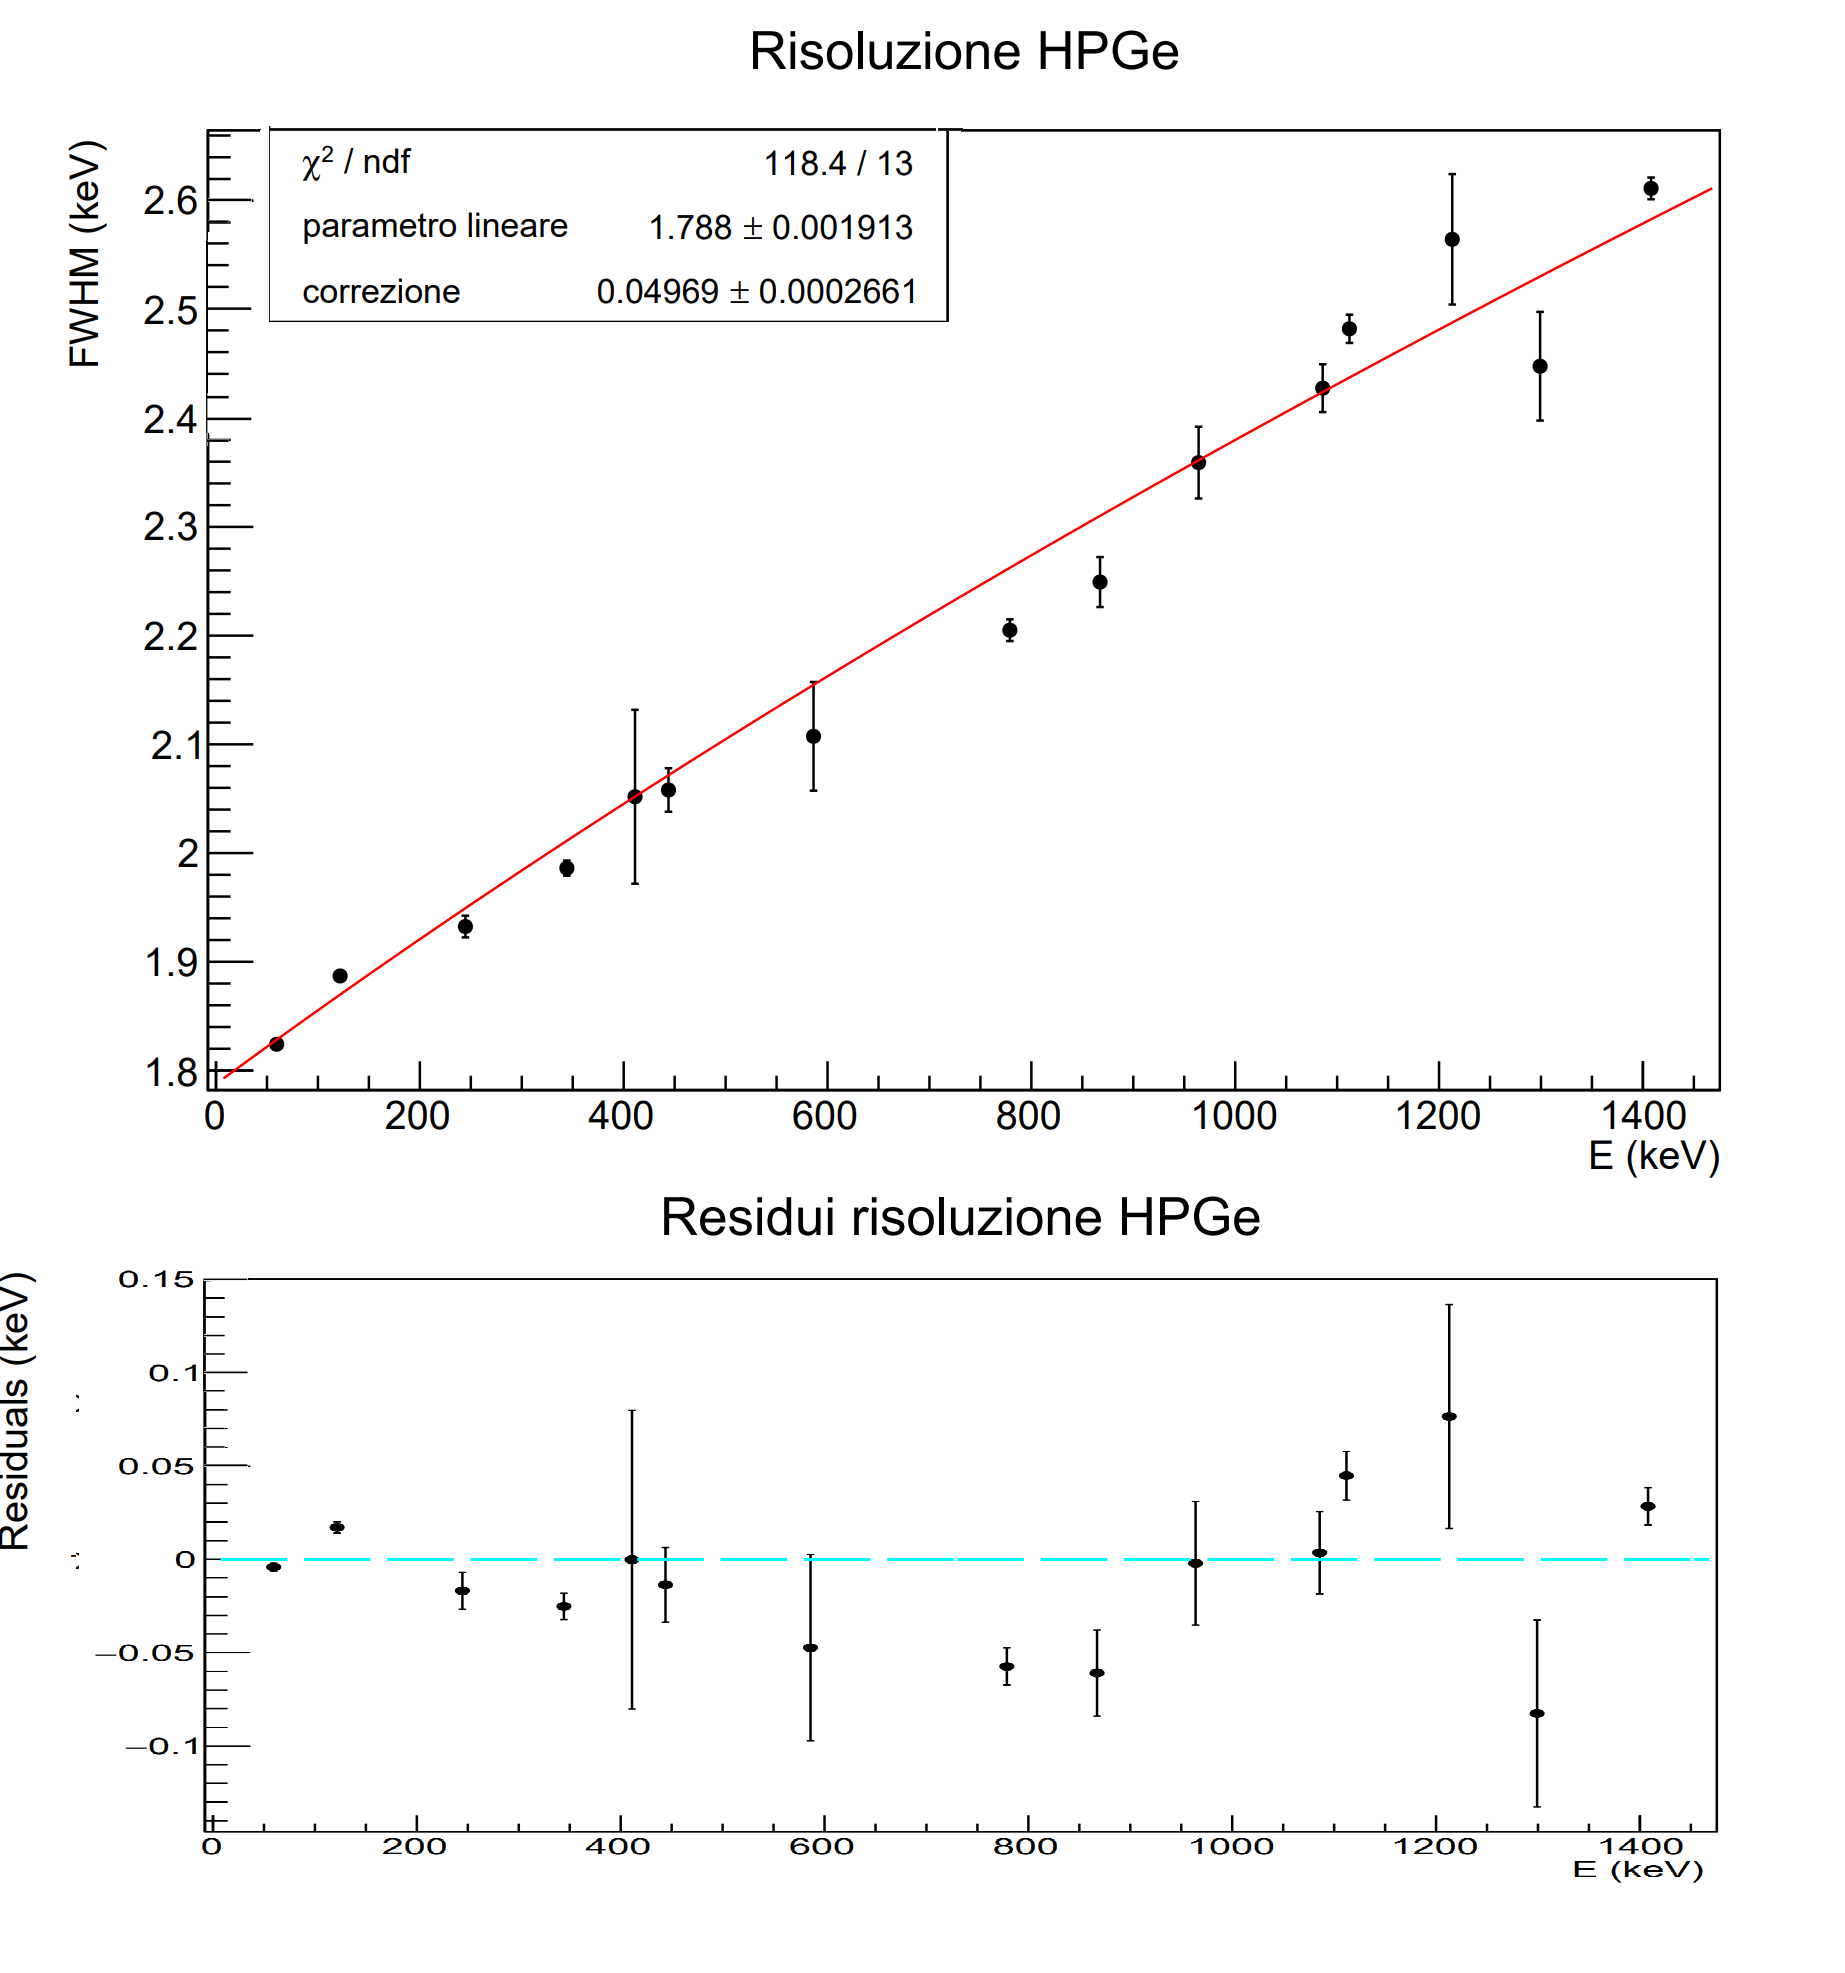 Risoluzione HPGe
FWHM (keV)
χ² / ndf 118.4 / 13
parametro lineare 1.788 ± 0.001913
correzione 0.04969 ± 0.0002661
2.6
2.5
2.4
2.3
2.2
2.1
2
1.9
1.8
0 200 400 600 800 1000 1200 1400
E (keV)
Residui risoluzione HPGe
Residuals (keV)
0.15
0.1
0.05
0
−0.05
−0.1
0 200 400 600 800 1000 1200 1400
E (keV)